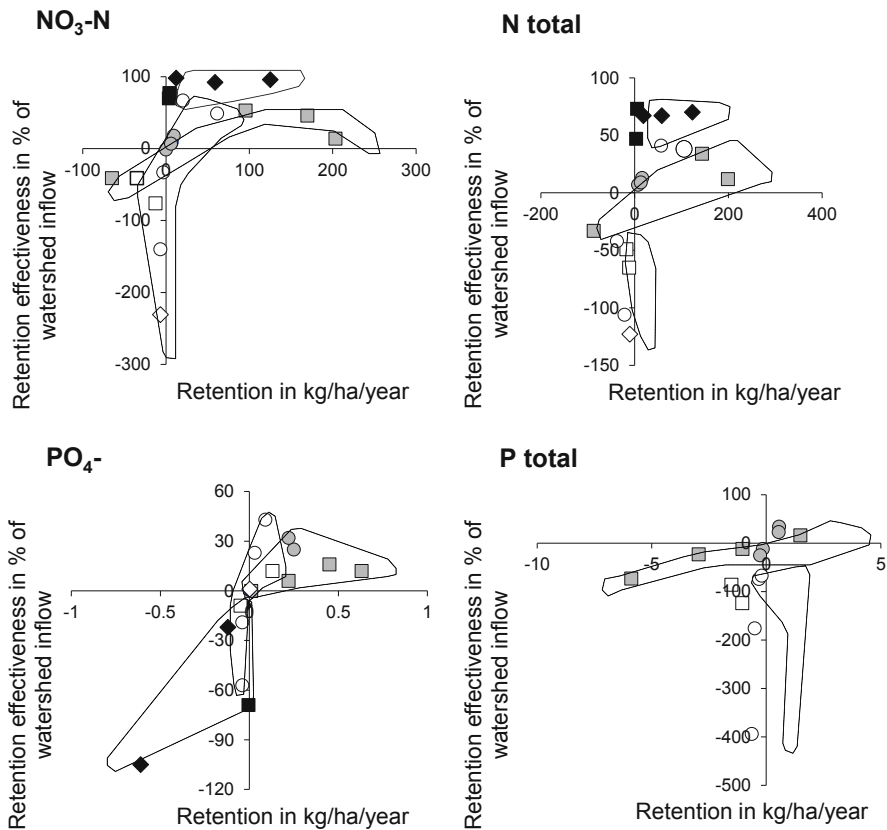 NO₃-N
Retention effectiveness in % of
watershed inflow
100
0
-100
-200
-300
-100
0
100
200
300
Retention in kg/ha/year
N total
Retention effectiveness in % of
watershed inflow
100
50
0
-50
-100
-150
-200
0
200
400
Retention in kg/ha/year
PO₄-
Retention effectiveness in % of
watershed inflow
60
30
0
-30
-60
-90
-120
-1
-0.5
0
0.5
1
Retention in kg/ha/year
P total
Retention effectiveness in % of
watershed inflow
100
0
-100
-200
-300
-400
-500
-10
-5
0
5
Retention in kg/ha/year